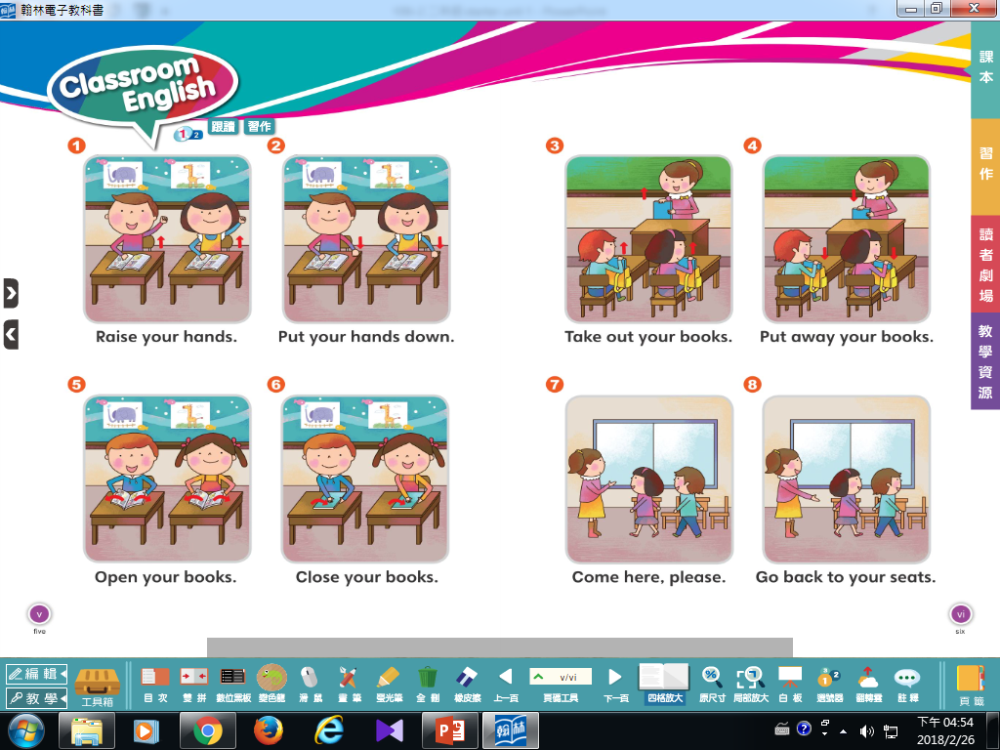 翰林電子教科書
Classroom
English
1 2 跟讀 習作
1 2 3 4
Raise your hands. Put your hands down. Take out your books. Put away your books.
5 6 7 8
Open your books. Close your books. Come here, please. Go back to your seats.
v vi
five six
課本
習作
讀者劇場
教學資源
編輯
教學
工具箱 目次 雙拼 數位黑板 變色龍 滑鼠 畫筆 螢光筆 全刪 橡皮擦 上一頁 v/vi 頁碼工具 下一頁 四格放大 原尺寸 局部放大 白板 選號器 翻轉雲 註釋 頁籤
翰林
下午 04:54
2018/2/26